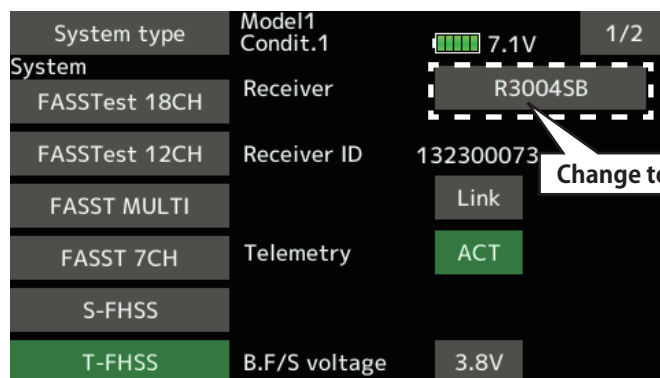 System type
Model1
Condit.1
7.1V
1/2
System
FASSTest 18CH
Receiver
R3004SB
FASSTest 12CH
Receiver ID
132300073
Change
FASST MULTI
Link
FASST 7CH
Telemetry
ACT
S-FHSS
T-FHSS
B.F/S voltage
3.8V